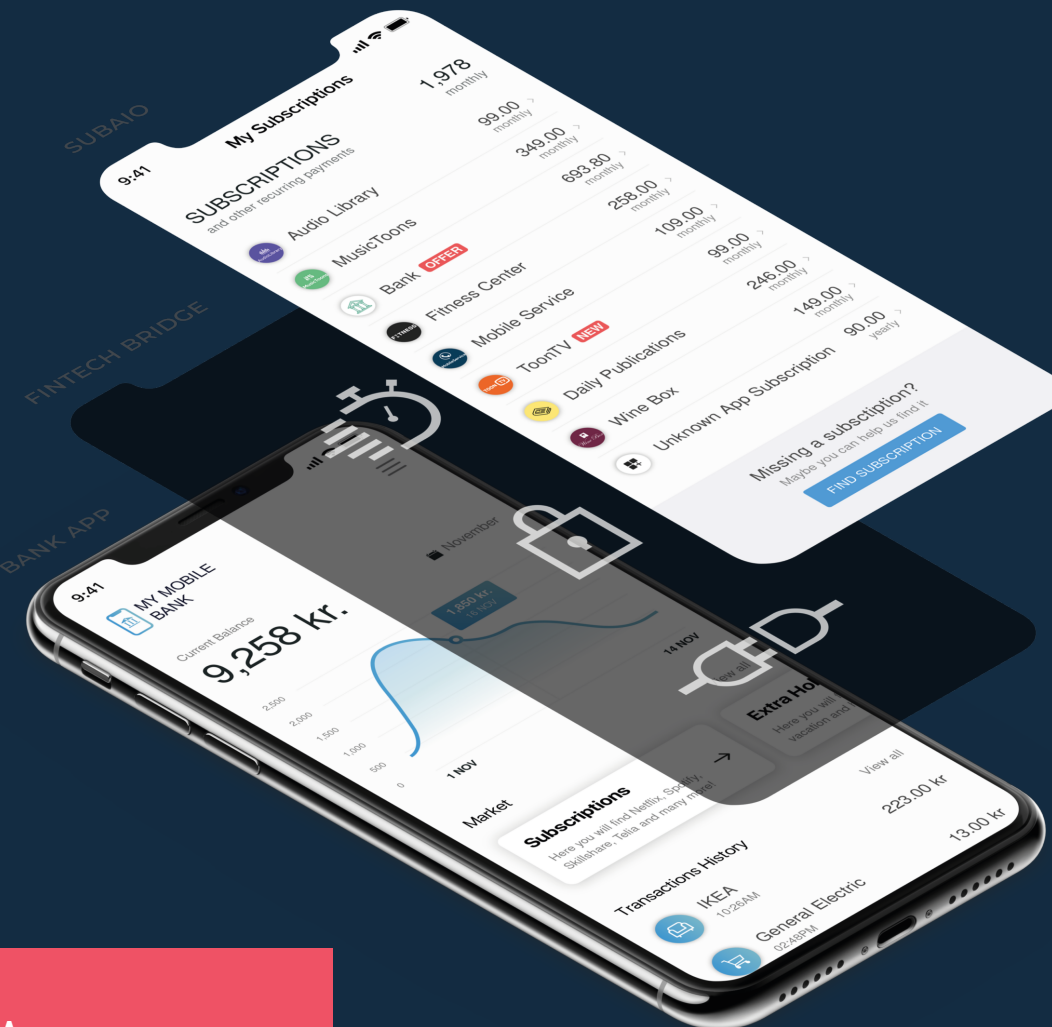 SUBAIO
9:41
My Subscriptions
SUBSCRIPTIONS
and other recurring payments
1,978
monthly
Audio Library
99.00
monthly
MusicToons
349.00
monthly
Bank OFFER
693.80
monthly
FITNESS
Fitness Center
258.00
monthly
Mobile Service
109.00
monthly
ToonTV NEW
99.00
monthly
Daily Publications
246.00
monthly
Wine Box
149.00
monthly
Unknown App Subscription
90.00
yearly
Missing a subsctiption?
Maybe you can help us find it
FIND SUBSCRIPTION
FINTECH BRIDGE
BANK APP
9:41
MY MOBILE
BANK
November
Current Balance
9,258 kr.
1,850 kr.
16 NOV
2,500
2,000
1,500
1,000
500
0
1 NOV
14 NOV
Market
View all
Subscriptions
Here you will find Netflix, Spotify,
Skillshare, Telia and many more!
Extra Hol
Here you will
vacation and
Transactions History
View all
IKEA
10:26AM
223.00 kr
General Electric
02:48PM
13.00 kr